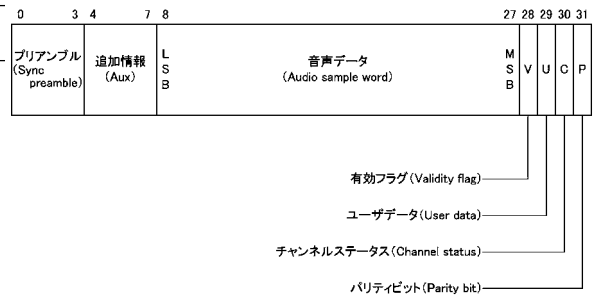 0 3 4 7 8 27 28 29 30 31
プリアンブル
(Sync
preamble)
追加情報
(Aux)
LSB
音声データ
(Audio sample word)
MSB
V
U
C
P
有効フラグ(Validity flag)
ユーザデータ(User data)
チャンネルステータス(Channel status)
パリティビット(Parity bit)